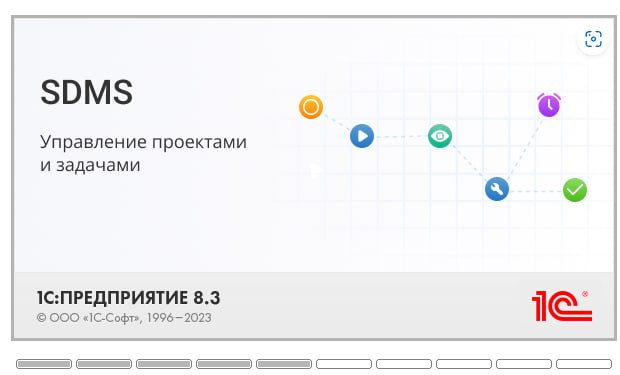 SDMS
Управление проектами
и задачами
1С:ПРЕДПРИЯТИЕ 8.3
© ООО «1С-Софт», 1996–2023
1С®